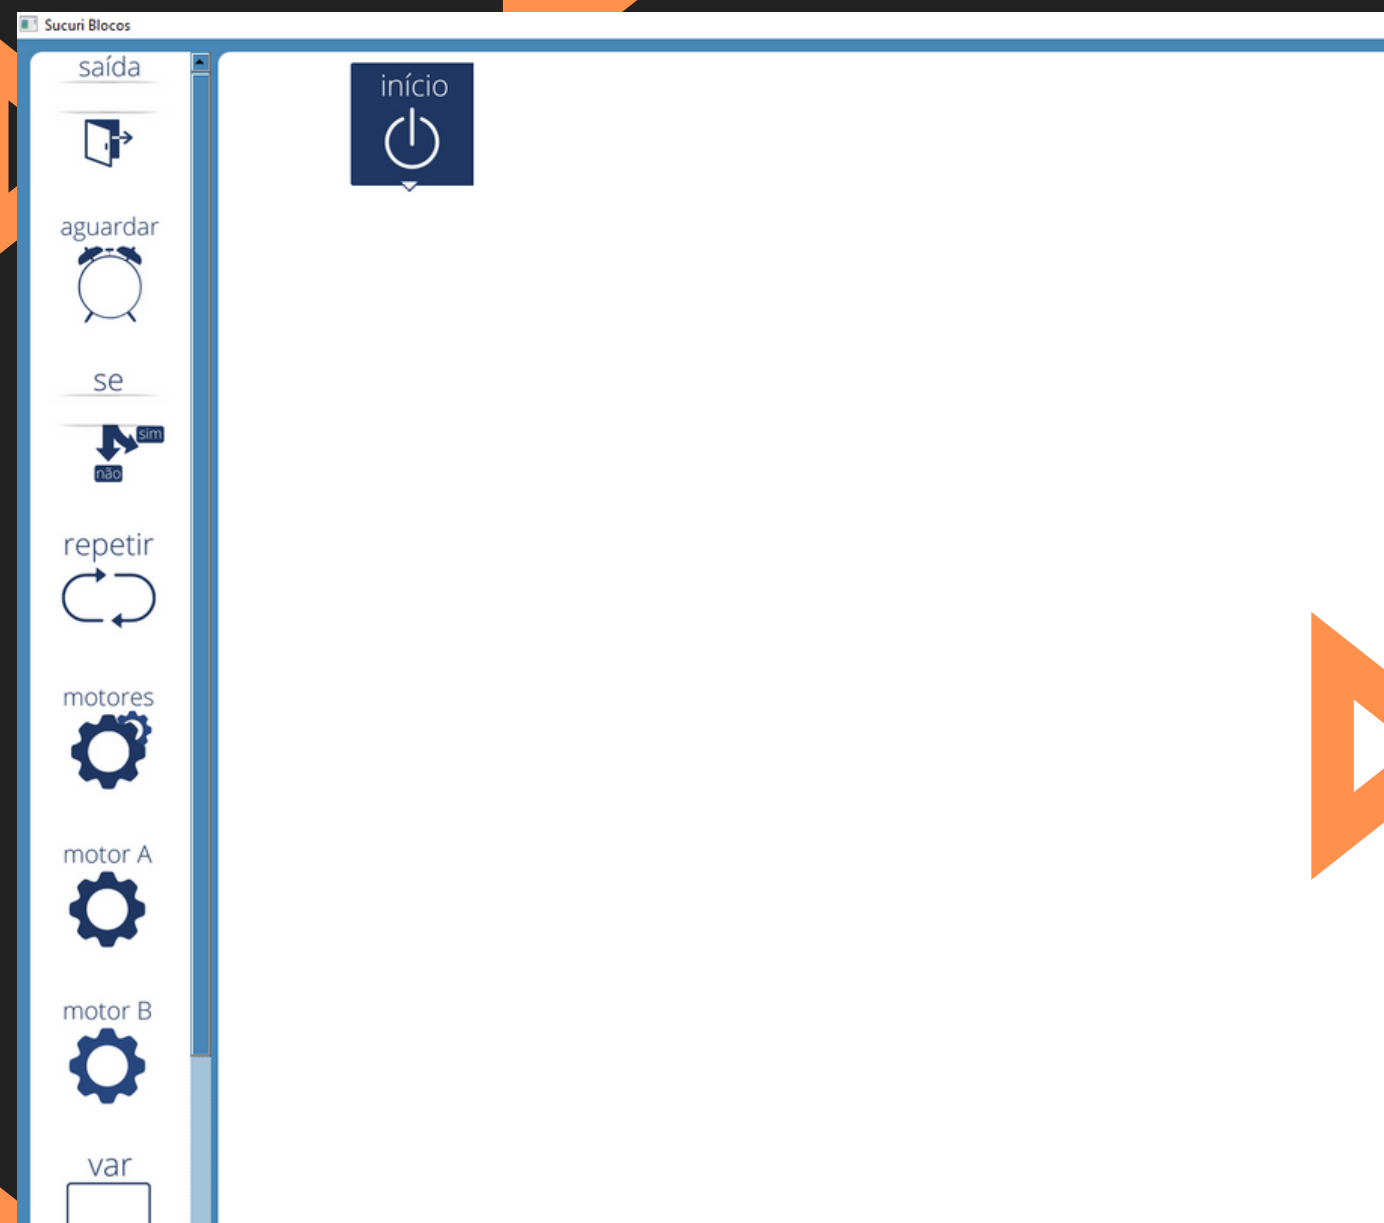 Sucuri Blocos
saída
início
aguardar
se
sim
não
repetir
motores
motor A
motor B
var